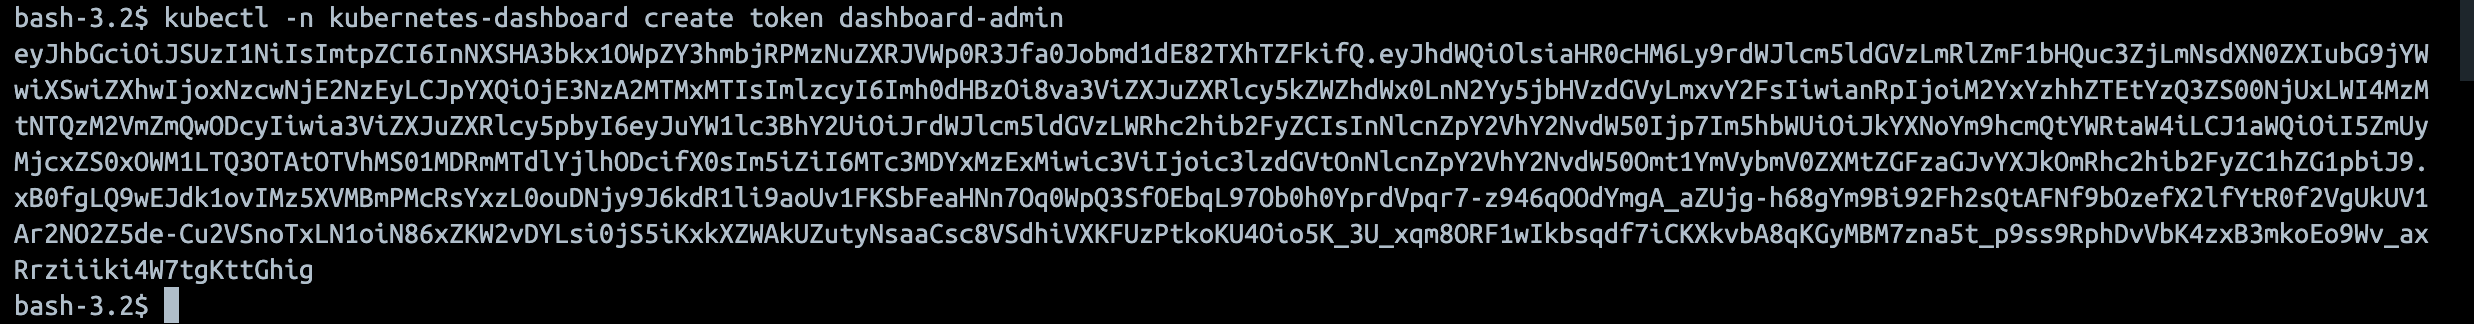 bash-3.2$ kubectl -n kubernetes-dashboard create token dashboard-admin
eyJhbGciOiJSUzI1NiIsImtpZCI6InNXSHA3bkx1OWpZY3hmbjRPMzNuZXRJVWp0R3Jfa0Jobmd1dE82TXhTZFkifQ.eyJhdWQiOlsiaHR0cHM6Ly9rdWJlcm5ldGVzLmRlZmF1bHQuc3ZjLmNsdXN0ZXIubG9jYW
wiXSwiZXhwIjoxNzcwNjE2NzEyLCJpYXQiOjE3NzA2MTMxMTIsImlzcyI6Imh0dHBzOi8va3ViZXJuZXRlcy5kZWZhdWx0LnN2Yy5jbHVzdGVyLmxvY2FsIiwianRpIjoiM2YxYzhhZTEtYzQ3ZS00NjUxLWI4MzM
tNTQzM2VmZmQwODcyIiwia3ViZXJuZXRlcy5pbyI6eyJuYW1lc3BhY2UiOiJrdWJlcm5ldGVzLWRhc2hib2FyZCIsInNlcnZpY2VhY2NvdW50Ijp7Im5hbWUiOiJkYXNoYm9hcmQtYWRtaW4iLCJ1aWQiOiI5ZmUy
MjcxZS0xOWM1LTQ3OTAtOTVhMS01MDRmMTdlYjlhODcifX0sIm5iZiI6MTc3MDYxMzExMiwic3ViIjoic3lzdGVtOnNlcnZpY2VhY2NvdW50Omt1YmVybmV0ZXMtZGFzaGJvYXJkOmRhc2hib2FyZC1hZG1pbiJ9.
xB0fgLQ9wEJdk1ovIMz5XVMBmPMcRsYxzL0ouDNjy9J6kdR1li9aoUv1FKSbFeaHNn7Oq0WpQ3SfOEbqL97Ob0h0YprdVpqr7-z946qOOdYmgA_aZUjg-h68gYm9Bi92Fh2sQtAFNf9bOzefX2lfYtR0f2VgUkUV1
Ar2NO2Z5de-Cu2VSnoTxLN1oiN86xZKW2vDYLsi0jS5iKxkXZWAkUZutyNsaaCsc8VSdhiVXKFUzPtkoKU4Oio5K_3U_xqm8ORF1wIkbsqdf7iCKXkvbA8qKGyMBM7zna5t_p9ss9RphDvVbK4zxB3mkoEo9Wv_ax
Rrziiiki4W7tgKttGhig
bash-3.2$